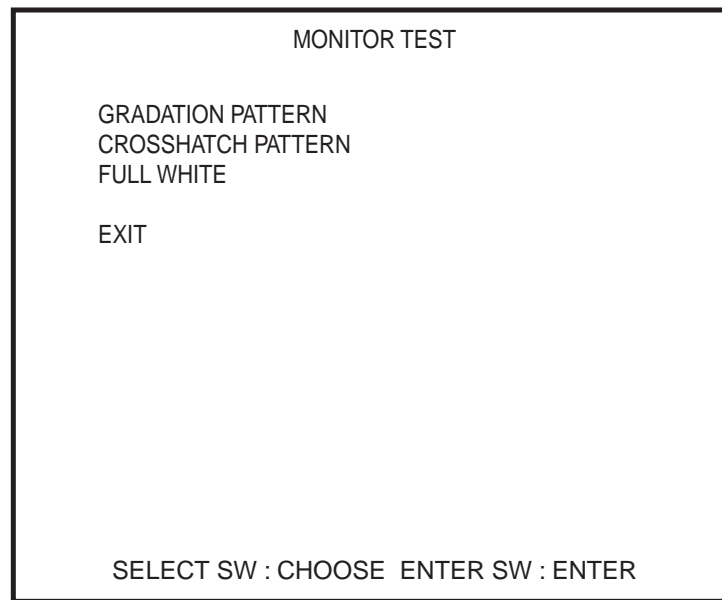 MONITOR TEST
GRADATION PATTERN
CROSSHATCH PATTERN
FULL WHITE
EXIT
SELECT SW : CHOOSE ENTER SW : ENTER